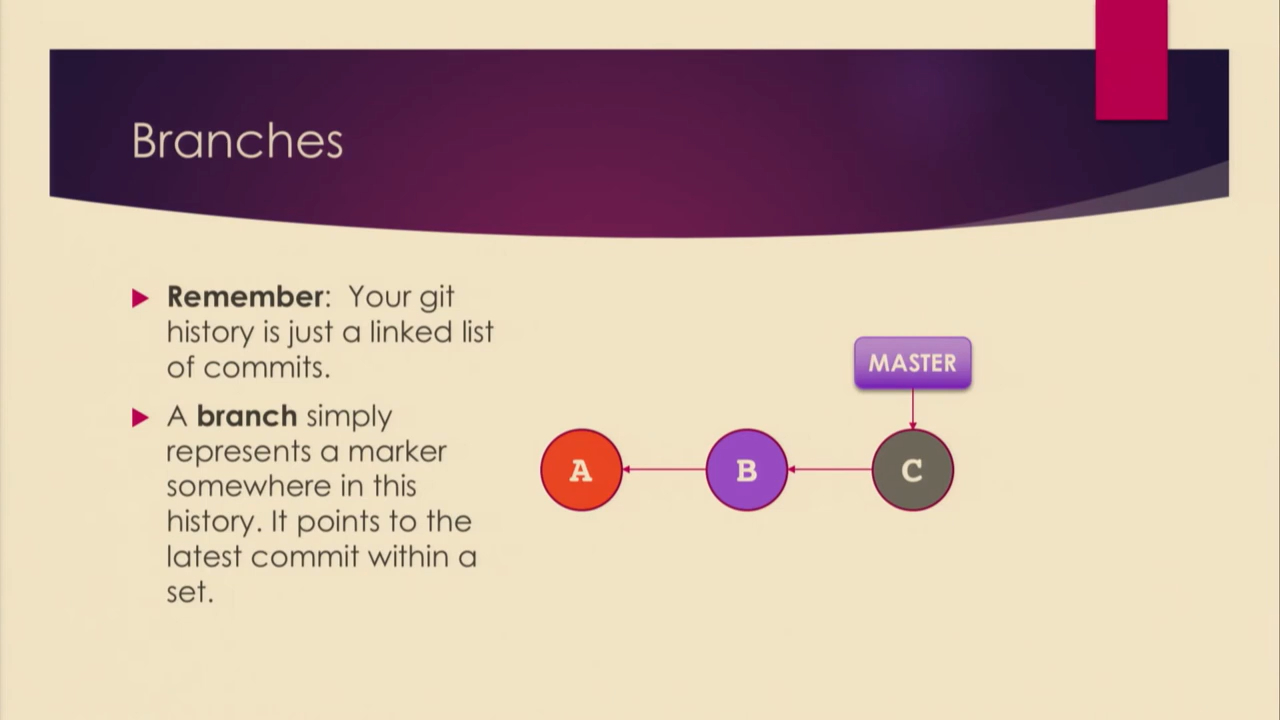 Branches
Remember: Your git
history is just a linked list
of commits.
A branch simply
represents a marker
somewhere in this
history. It points to the
latest commit within a
set.
MASTER
A
B
C